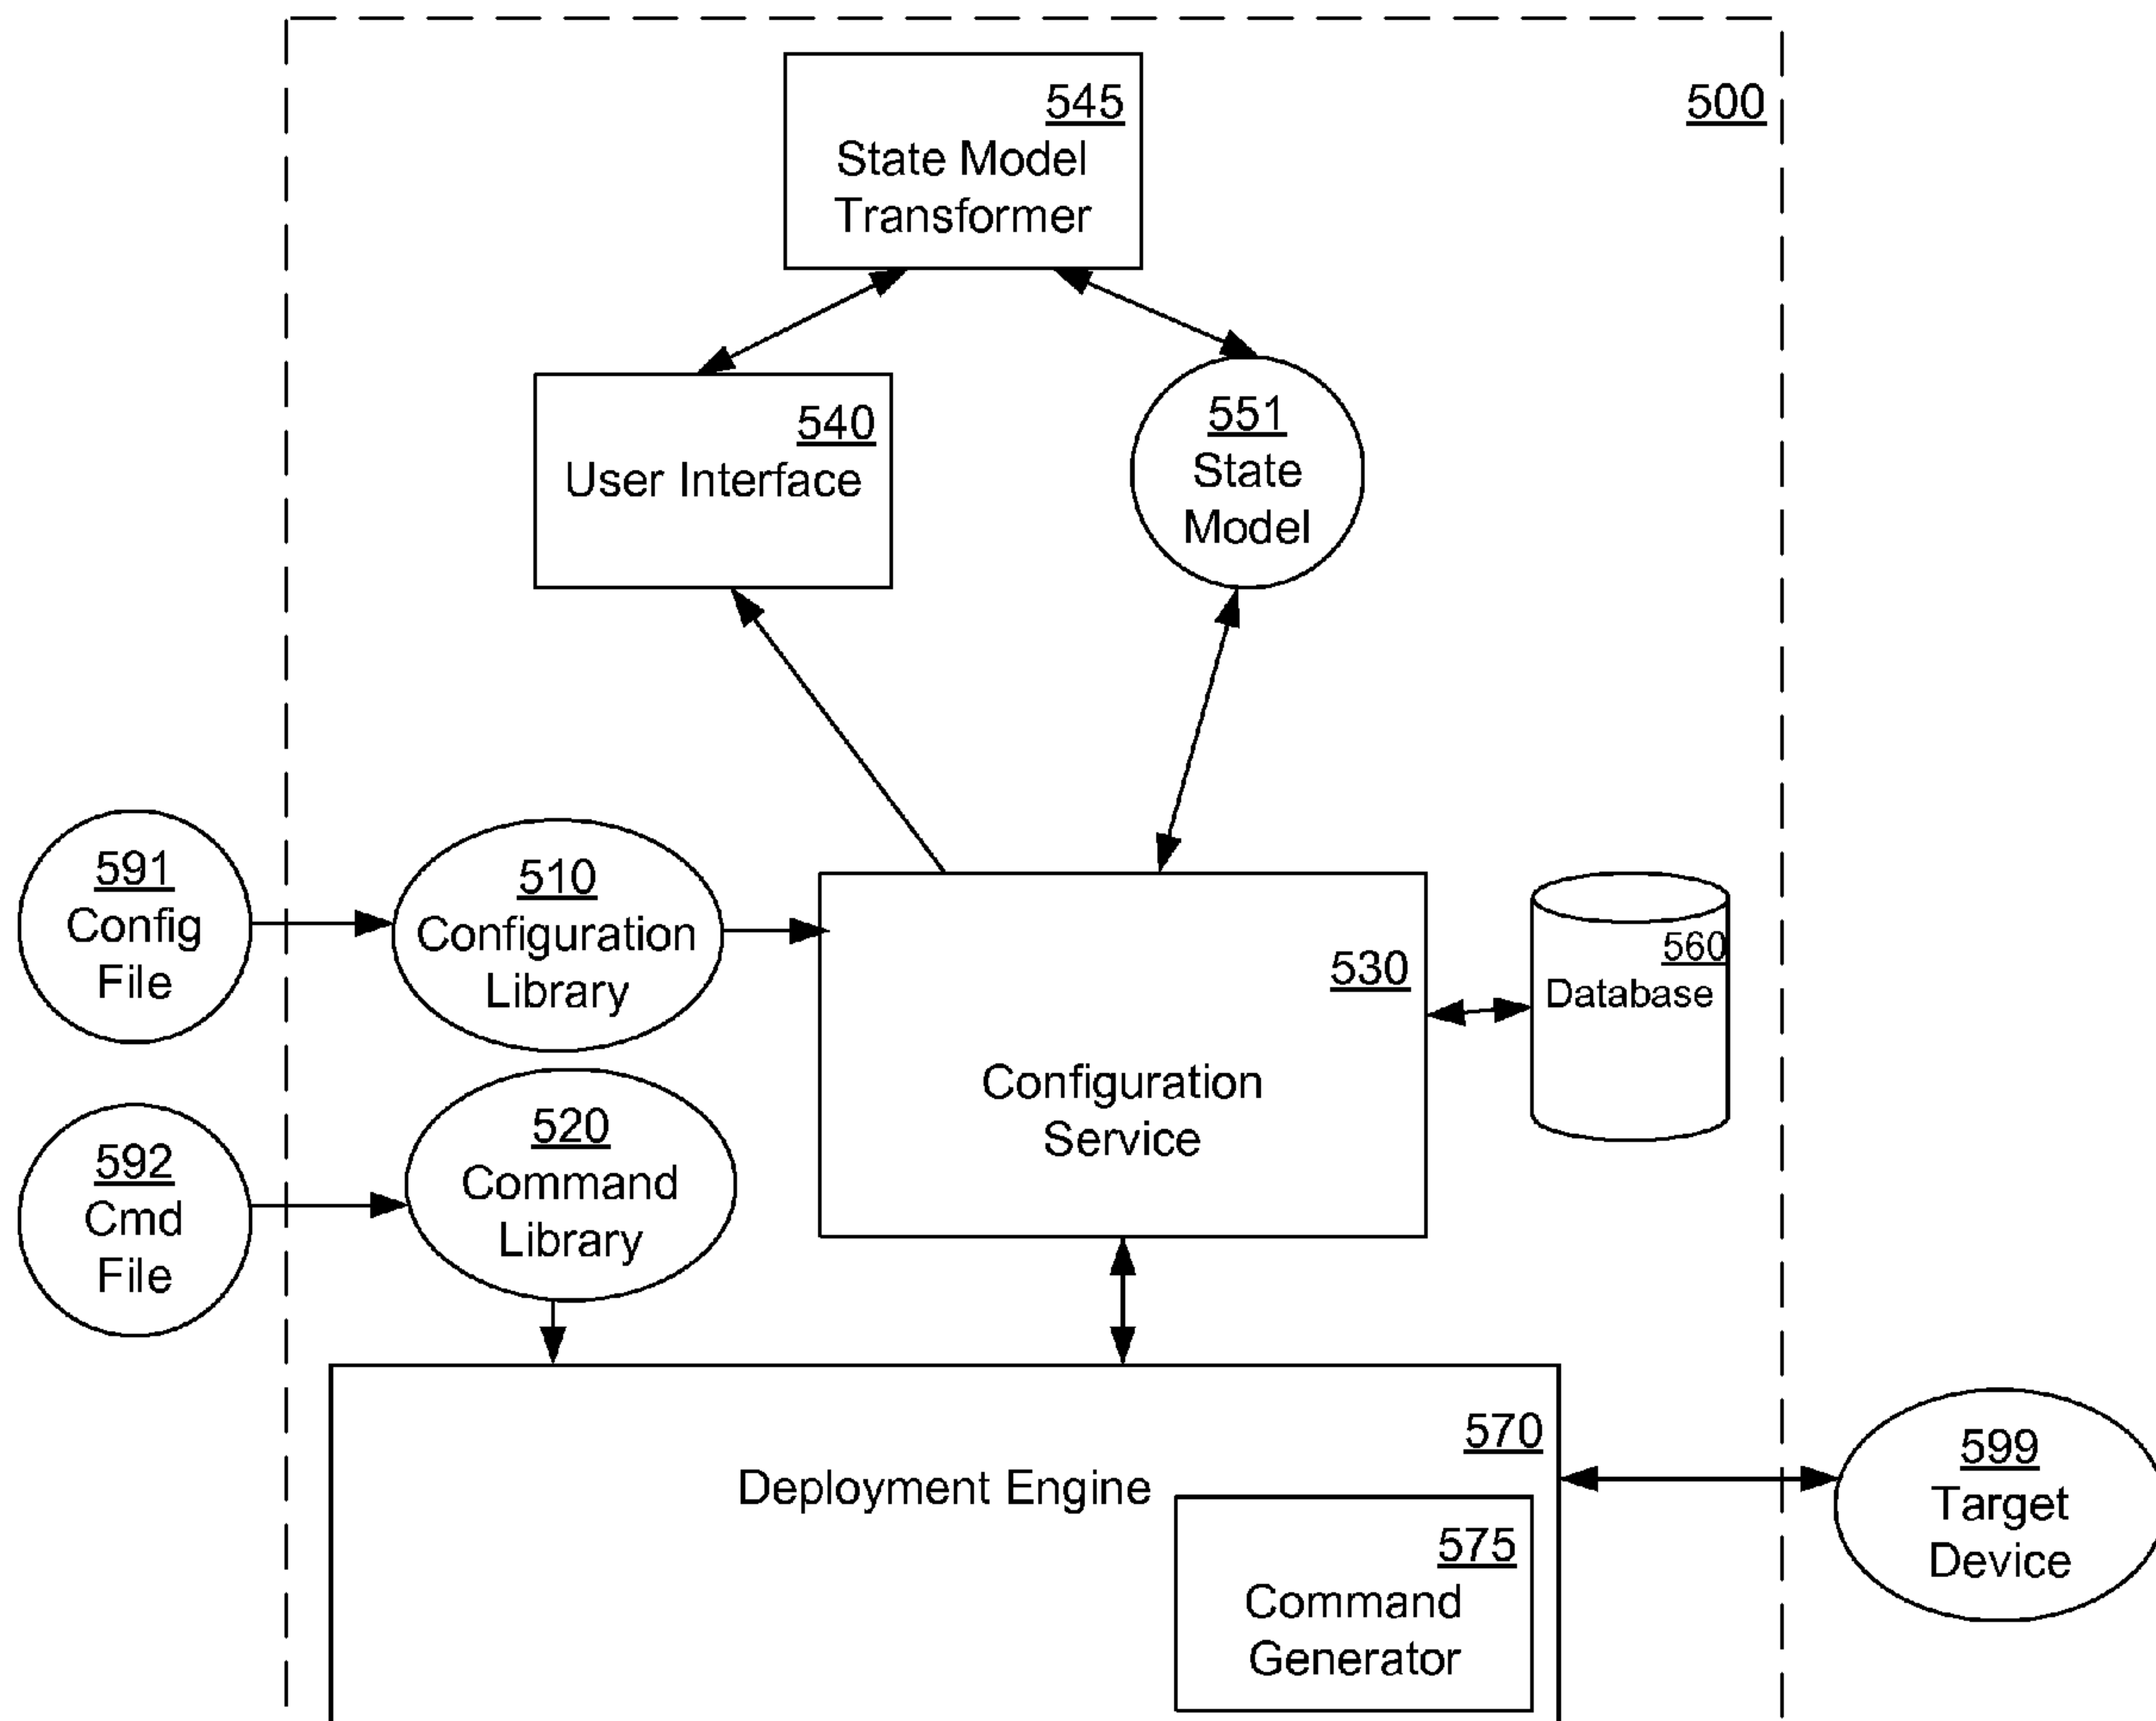 500
545
State Model
Transformer
540
User Interface
551
State
Model
591
Config
File
510
Configuration
Library
530
Configuration
Service
560
Database
592
Cmd
File
520
Command
Library
570
Deployment Engine
575
Command
Generator
599
Target
Device